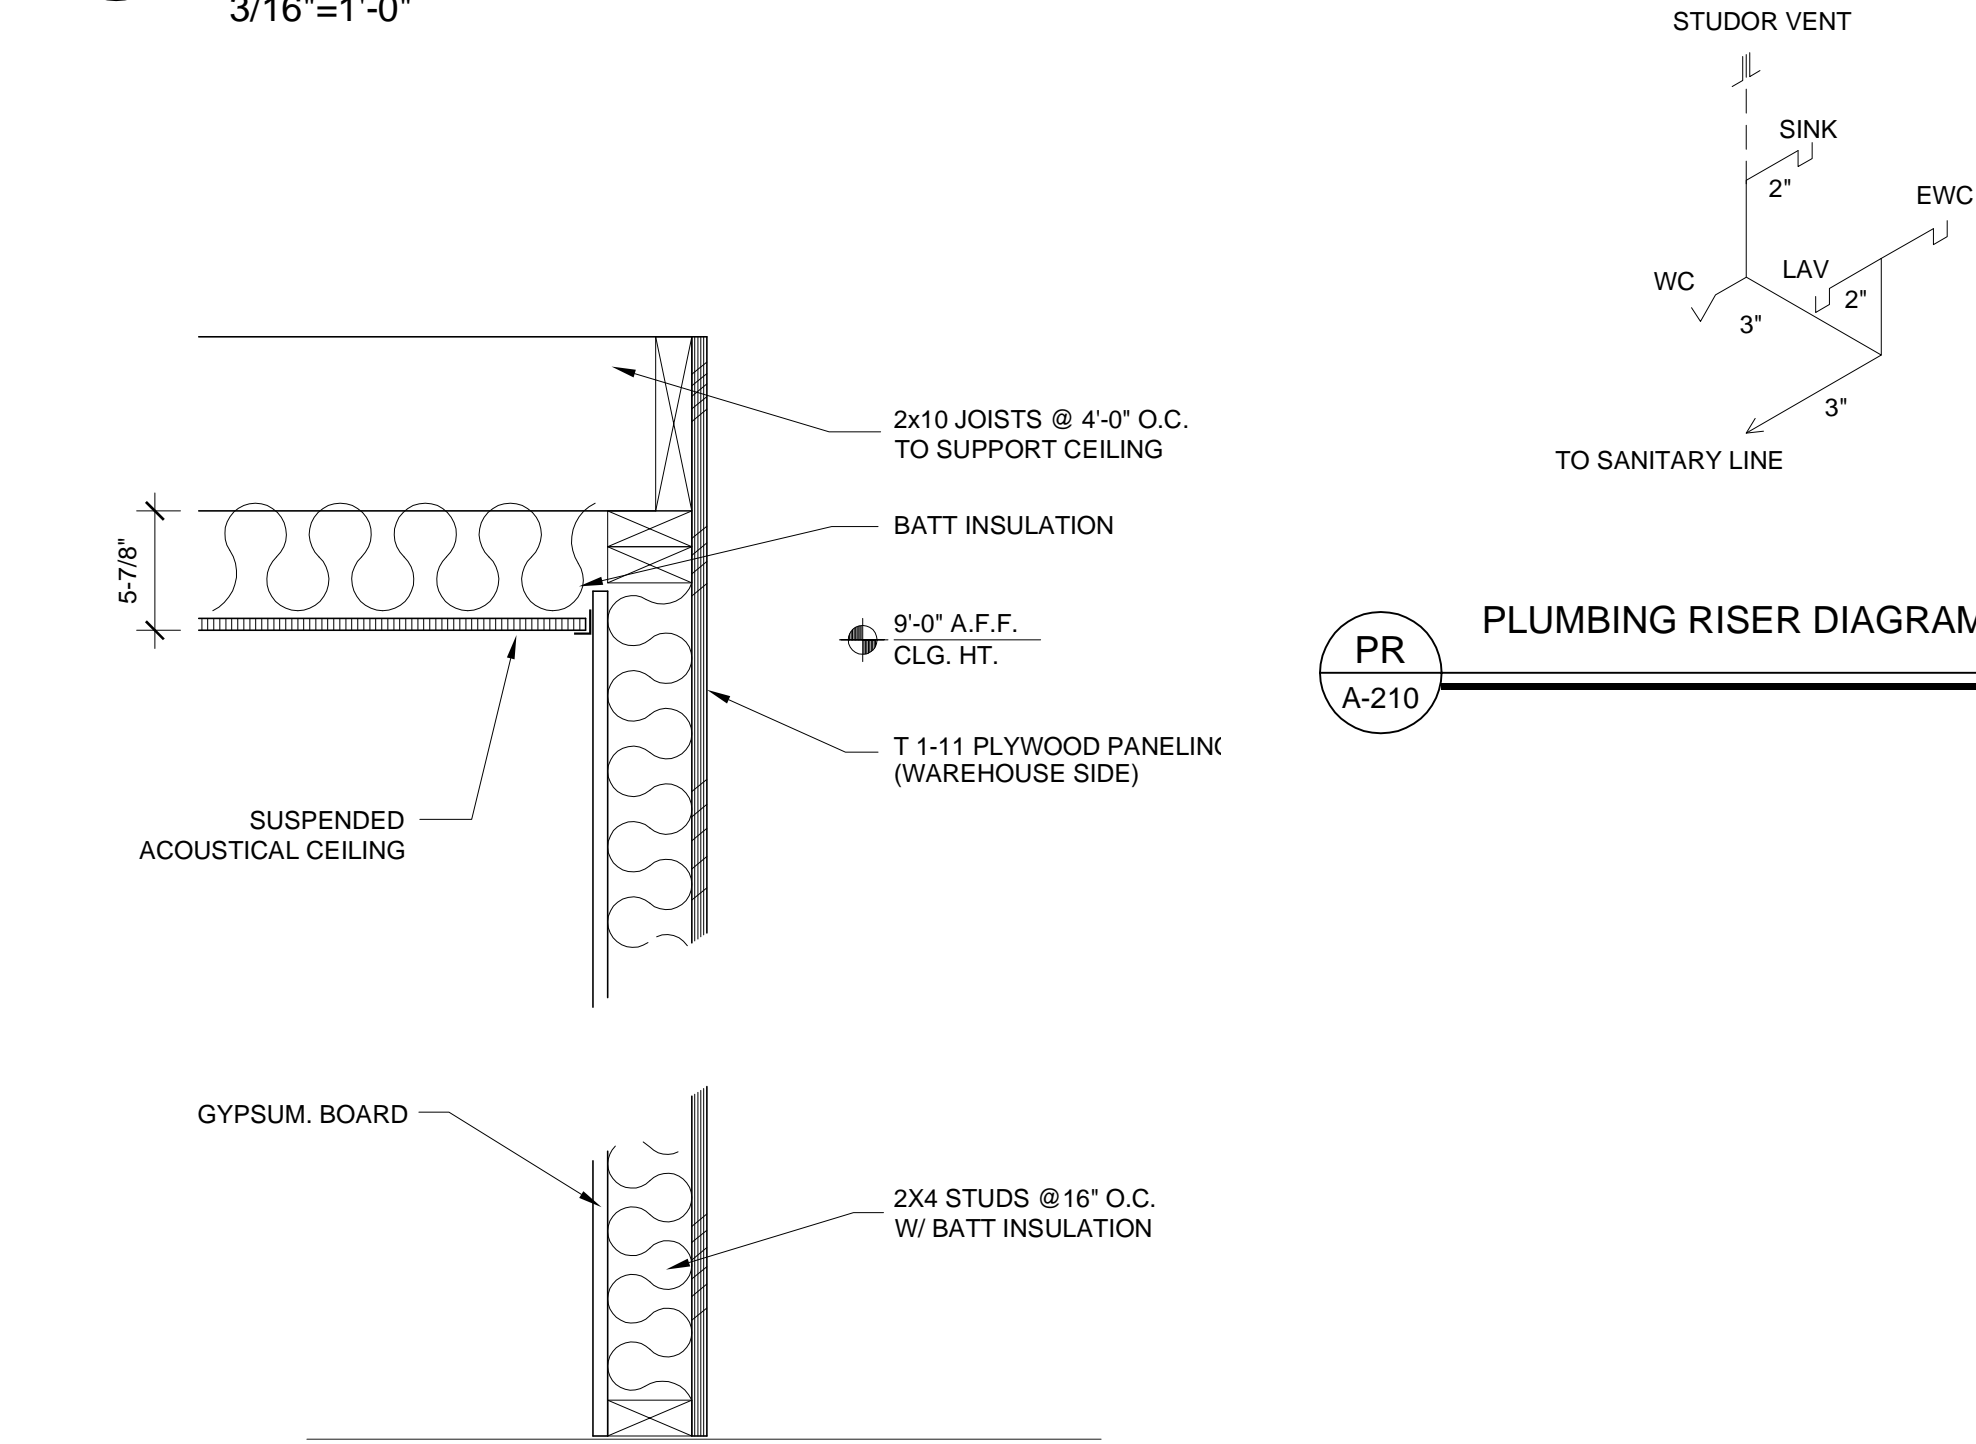 3/16"=1'-0"
2x10 JOISTS @ 4'-0" O.C.
TO SUPPORT CEILING
BATT INSULATION
5-7/8"
9'-0" A.F.F.
CLG. HT.
T 1-11 PLYWOOD PANELING
(WAREHOUSE SIDE)
SUSPENDED
ACOUSTICAL CEILING
GYPSUM. BOARD
2X4 STUDS @16" O.C.
W/ BATT INSULATION
STUDOR VENT
SINK
2"
EWC
WC
LAV
2"
3"
3"
TO SANITARY LINE
PLUMBING RISER DIAGRAM
PR
A-210